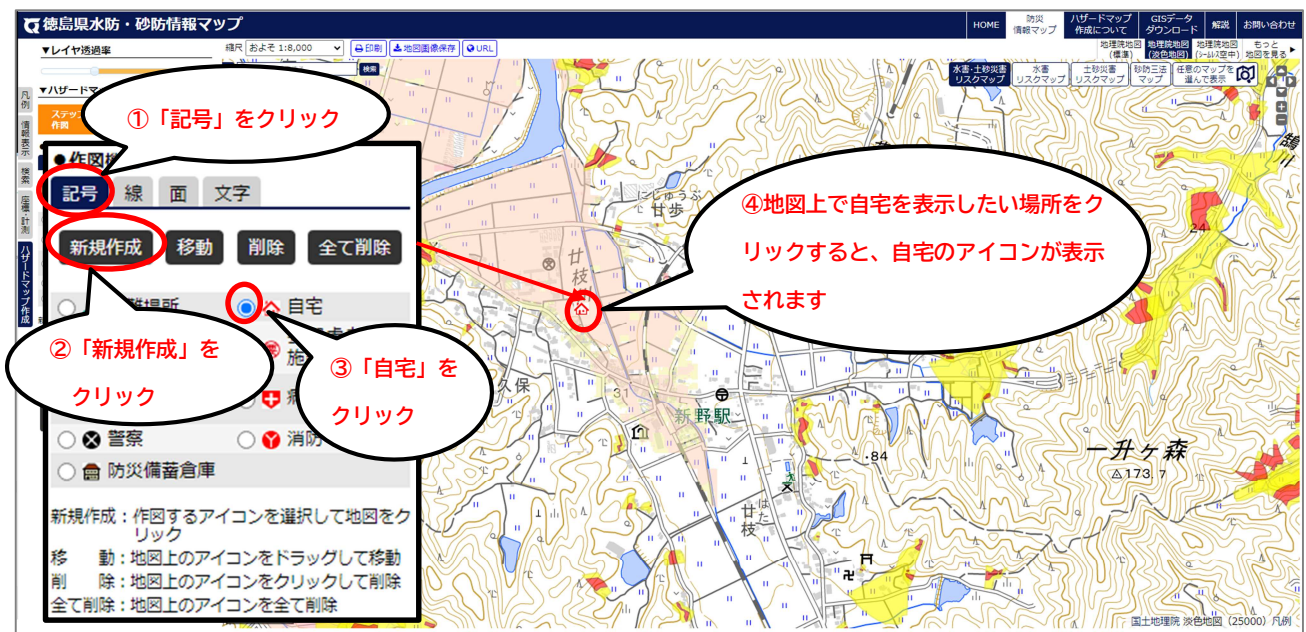 徳島県水防・砂防情報マップ
HOME
防災
情報マップ
ハザードマップ
作成について
GISデータ
ダウンロード
解説
お問い合わせ
▼レイヤ透過率
縮尺 およそ 1:8,000
印刷
地図画像保存
URL
地理院地図
(標準)
地理院地図
(淡色地図)
地理院地図
もっと
地図を見る
検索
水害・土砂災害
リスクマップ
水害
リスクマップ
土砂災害
リスクマップ
砂防三法
マップ
任意のマップを
選んで表示
凡例
情報表示
検索
座標・計測
ハザードマップ作成
▼ハザードマ
ステップ
作図
①「記号」をクリック
●作図機
記号 線 面 文字
新規作成 移動 削除 全て削除
難場所
自宅
施
②「新規作成」を
クリック
③「自宅」を
クリック
警察
消防
防災備蓄倉庫
新規作成：作図するアイコンを選択して地図をク
リック
移　　動：地図上のアイコンをドラッグして移動
削　　除：地図上のアイコンをクリックして削除
全て削除：地図上のアイコンを全て削除
④地図上で自宅を表示したい場所をク
リックすると、自宅のアイコンが表示
されます
にじゅうぶ
廿歩
廿枝
久保
31
新野駅
24
・84
一升ヶ森
173.7
はた
廿枝
国土地理院 淡色地図（25000）凡例